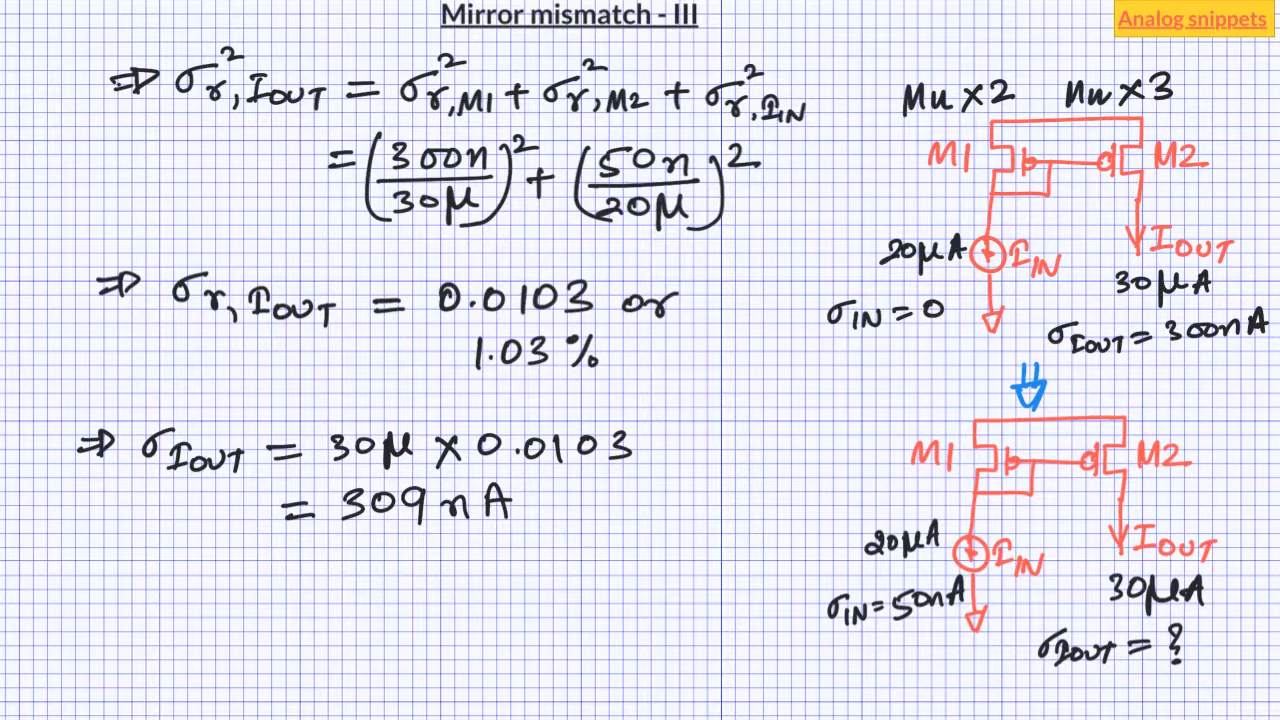 Mirror mismatch - III
Analog snippets
⇒ σ²r,IOUT = σ²r,M1 + σ²r,M2 + σ²r,IIN
= (300n/30μ)² + (50n/20μ)²
⇒ σr,IOUT = 0.0103 or
1.03%
⇒ σIOUT = 30μ × 0.0103
= 309nA
Mu×2 Mu×3
M1 M2
20μA IIN IOUT
30μA
σIN = 0
σIOUT = 300nA
M1 M2
20μA IIN IOUT
σIN = 50nA 30μA
σIOUT = ?